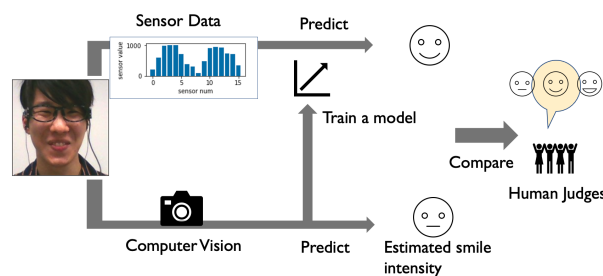 Sensor Data
Predict
sensor value
1000
0
0
5
10
15
sensor num
Train a model
Compare
Human Judges
Computer Vision
Predict
Estimated smile
intensity